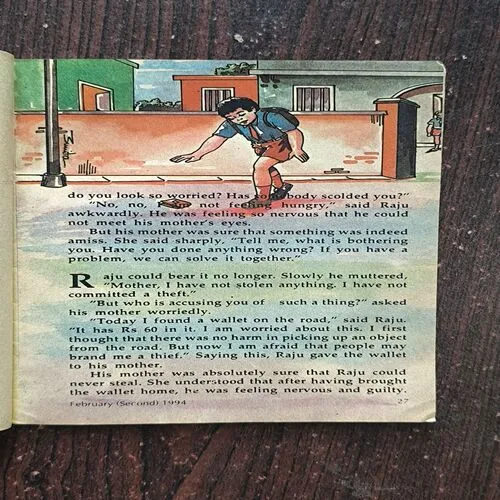 do you look so worried? Has somebody scolded you?"
"No, no, I am not feeling hungry," said Raju
awkwardly. He was feeling so nervous that he could
not meet his mother's eyes.
But his mother was sure that something was indeed
amiss. She said sharply, "Tell me, what is bothering
you. Have you done anything wrong? If you have a
problem, we can solve it together."
Raju could bear it no longer. Slowly he muttered,
"Mother, I have not stolen anything. I have not
committed a theft."
"But who is accusing you of such a thing?" asked
his mother worriedly.
"Today I found a wallet on the road," said Raju.
"It has Rs 60 in it. I am worried about this. I first
thought that there was no harm in picking up an object
from the road. But now I am afraid that people may
brand me a thief." Saying this, Raju gave the wallet
to his mother.
His mother was absolutely sure that Raju could
never steal. She understood that after having brought
the wallet home, he was feeling nervous and guilty.
February (Second) 1994 27